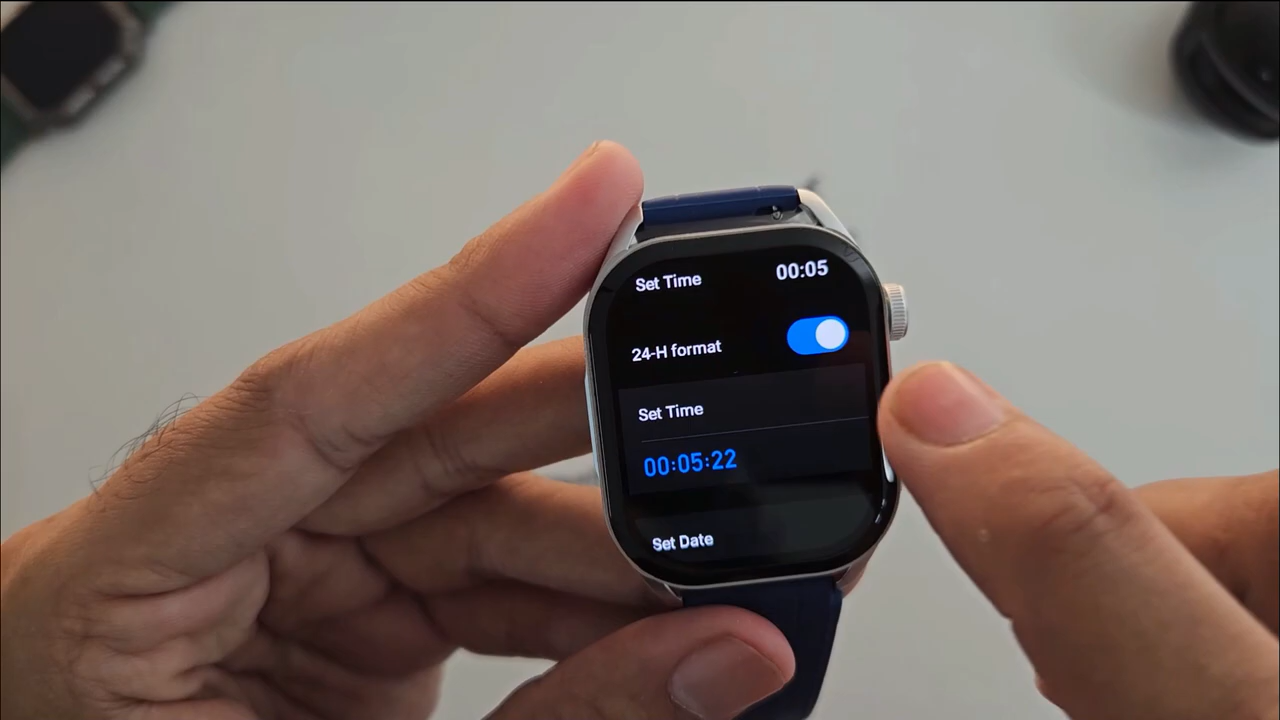 Set Time 00:05
24-H format
Set Time
00:05:22
Set Date